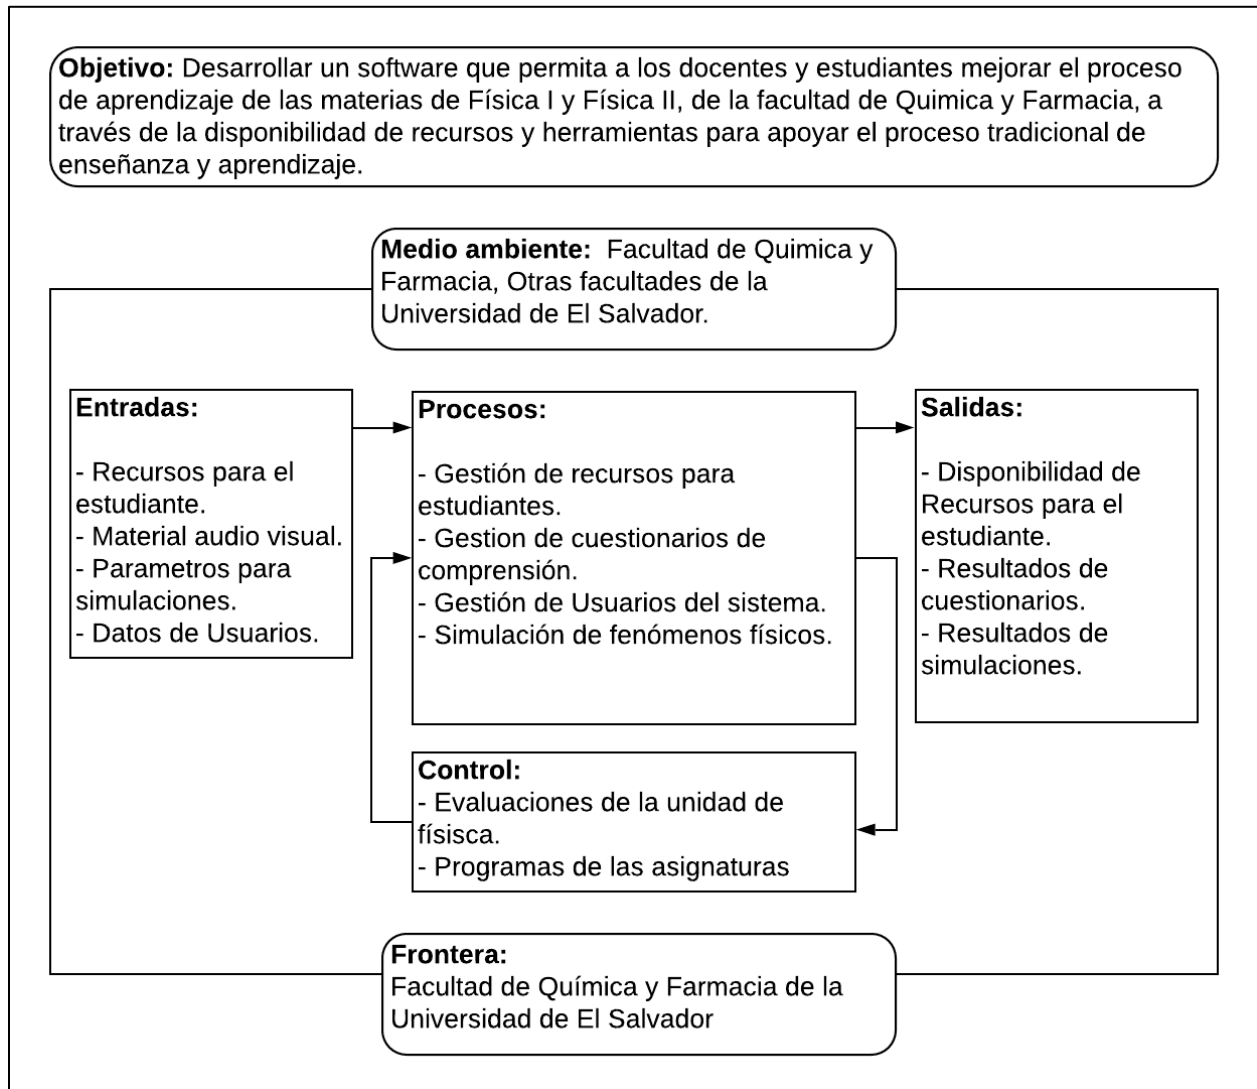 Objetivo: Desarrollar un software que permita a los docentes y estudiantes mejorar el proceso
de aprendizaje de las materias de Física I y Física II, de la facultad de Quimica y Farmacia, a
través de la disponibilidad de recursos y herramientas para apoyar el proceso tradicional de
enseñanza y aprendizaje.
Medio ambiente: Facultad de Quimica y
Farmacia, Otras facultades de la
Universidad de El Salvador.
Entradas:
- Recursos para el
estudiante.
- Material audio visual.
- Parametros para
simulaciones.
- Datos de Usuarios.
Procesos:
- Gestión de recursos para
estudiantes.
- Gestion de cuestionarios de
comprensión.
- Gestión de Usuarios del sistema.
- Simulación de fenómenos físicos.
Salidas:
- Disponibilidad de
Recursos para el
estudiante.
- Resultados de
cuestionarios.
- Resultados de
simulaciones.
Control:
- Evaluaciones de la unidad de
físisca.
- Programas de las asignaturas
Frontera:
Facultad de Química y Farmacia de la
Universidad de El Salvador